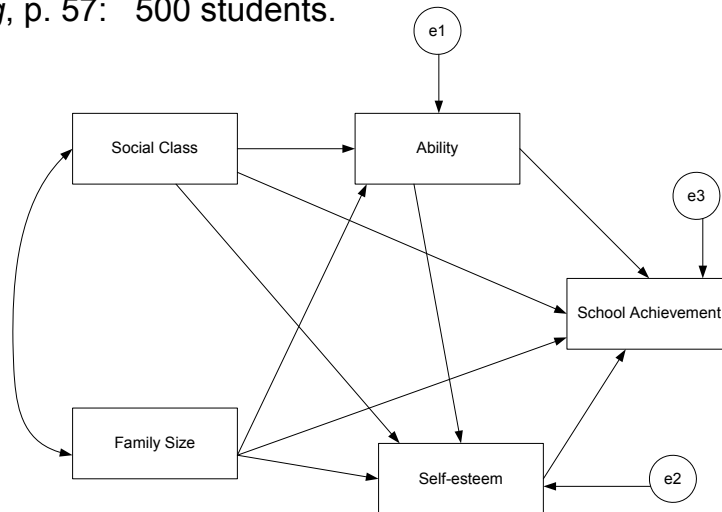 g, p. 57: 500 students.
e1
Social Class
Ability
e3
School Achievement
Family Size
Self-esteem
e2